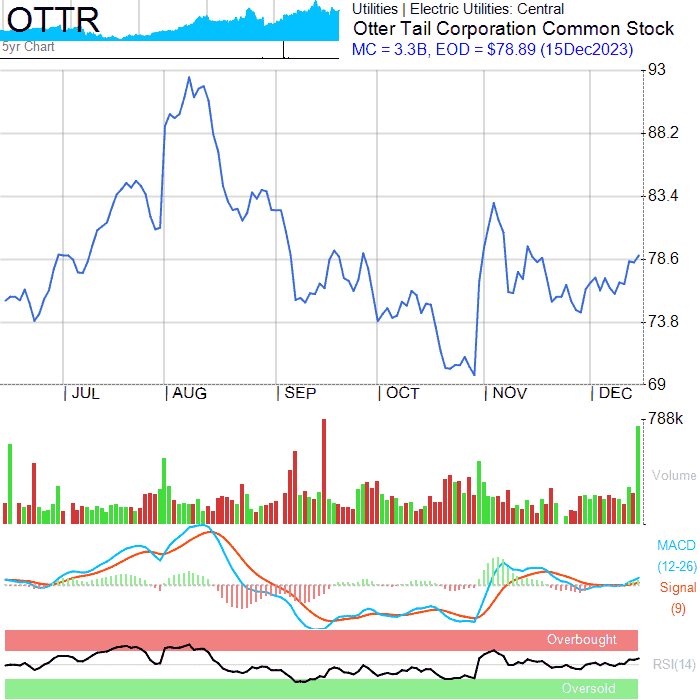 OTTR
5yr Chart
Utilities | Electric Utilities: Central
Otter Tail Corporation Common Stock
MC = 3.3B, EOD = $78.89 (15Dec2023)
93
88.2
83.4
78.6
73.8
69
JUL AUG SEP OCT NOV DEC
788k
Volume
MACD
(12-26)
Signal
(9)
Overbought
RSI(14)
Oversold